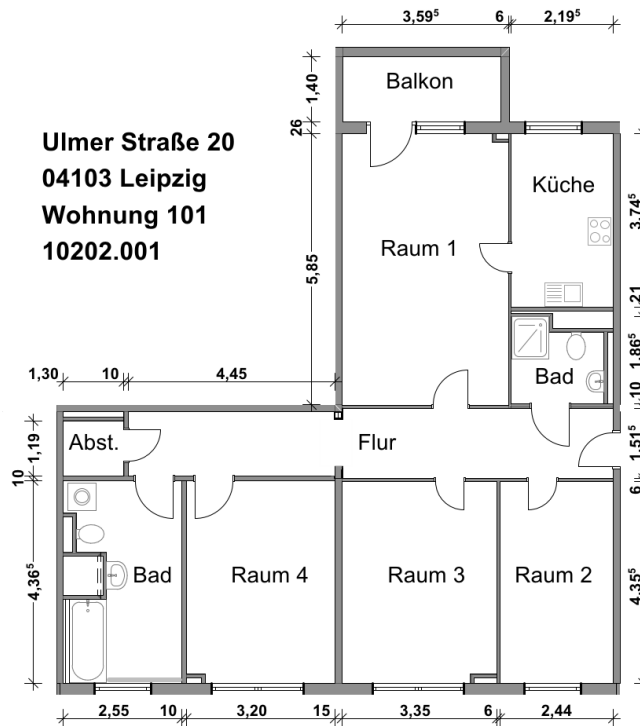 3,59⁵ 6 2,19⁵
Balkon
1,40
26
Ulmer Straße 20
04103 Leipzig
Wohnung 101
10202.001
Küche
3,74⁵
Raum 1
5,85
21
1,86⁵
Bad
10
1,30 10 4,45
Abst.
Flur
1,19
1,51⁵
10
6
Bad
Raum 4
Raum 3
Raum 2
4,36⁵
4,35⁵
2,55 10 3,20 15 3,35 6 2,44